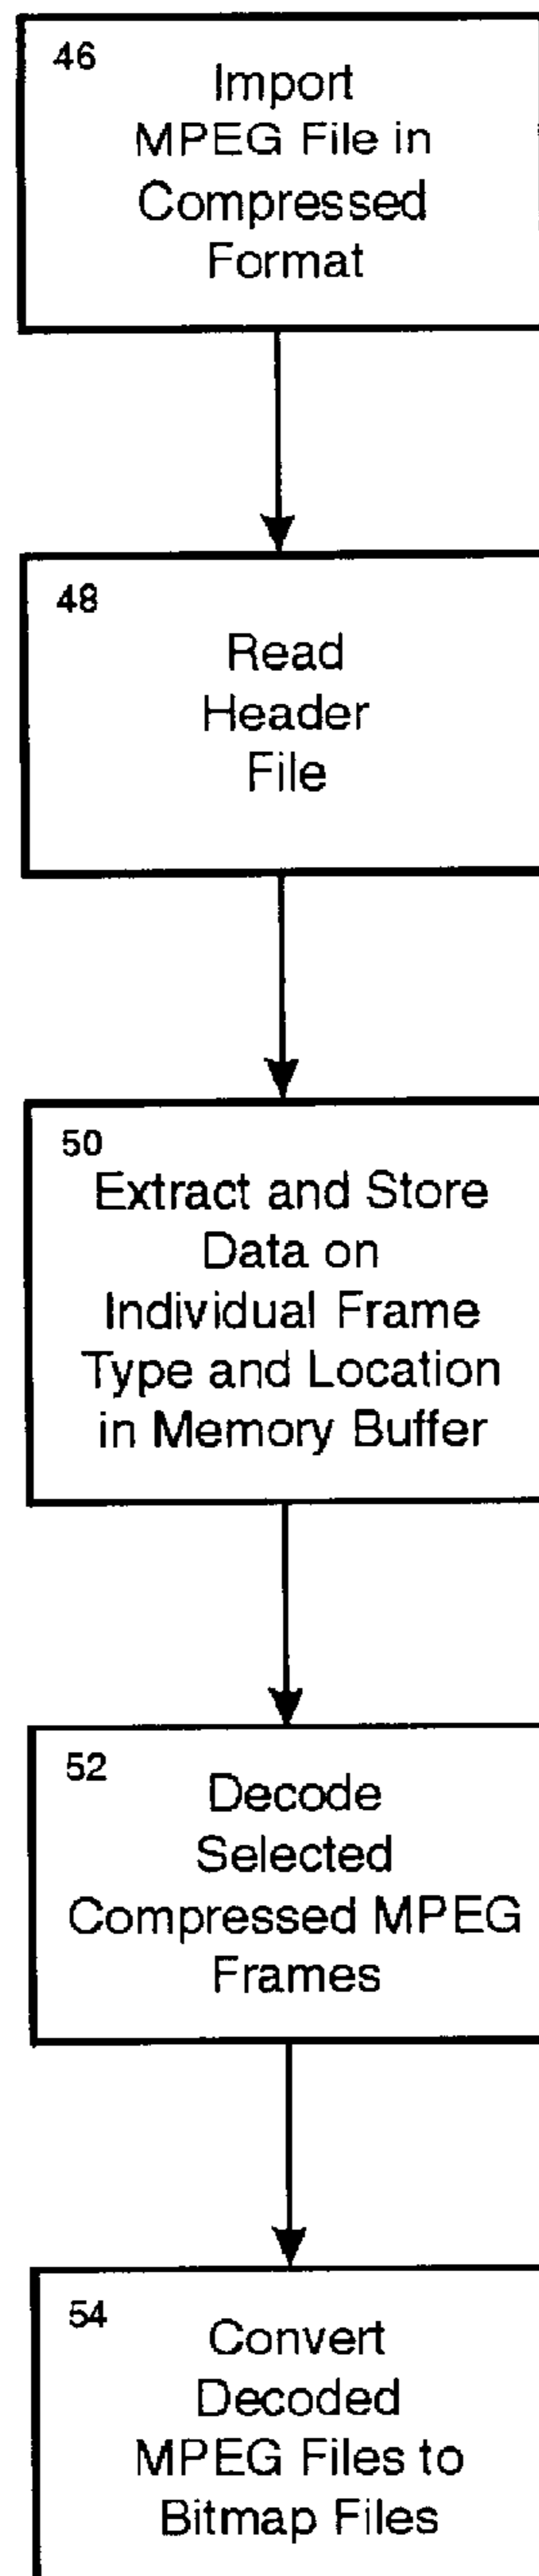 46
Import
MPEG File in
Compressed
Format
48
Read
Header
File
50
Extract and Store
Data on
Individual Frame
Type and Location
in Memory Buffer
52
Decode
Selected
Compressed MPEG
Frames
54
Convert
Decoded
MPEG Files to
Bitmap Files